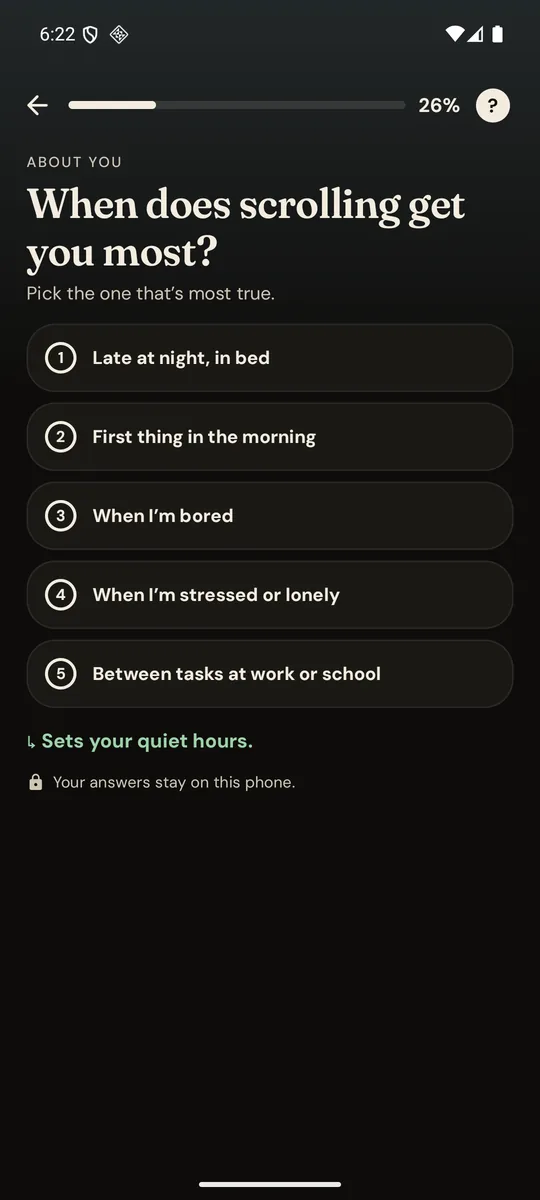 6:22
26%
?
ABOUT YOU
When does scrolling get
you most?
Pick the one that’s most true.
1 Late at night, in bed
2 First thing in the morning
3 When I’m bored
4 When I’m stressed or lonely
5 Between tasks at work or school
↳ Sets your quiet hours.
Your answers stay on this phone.